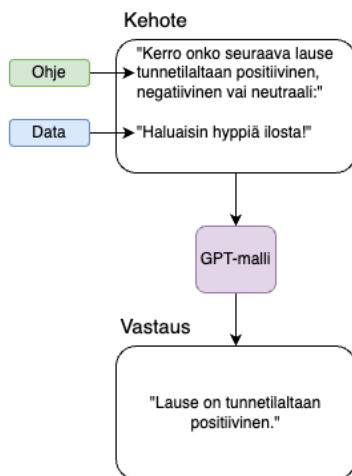 Kehote
Ohje
"Kerro onko seuraava lause
tunnetilaltaan positiivinen,
negatiivinen vai neutraali:"
Data
"Haluaisin hyppiä ilosta!"
GPT-malli
Vastaus
"Lause on tunnetilaltaan
positiivinen."